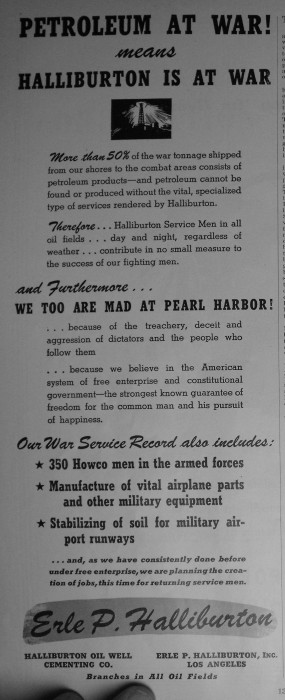 PETROLEUM AT WAR!
means
HALLIBURTON IS AT WAR
More than 50% of the war tonnage shipped
from our shores to the combat areas consists of
petroleum products—and petroleum cannot be
found or produced without the vital, specialized
type of services rendered by Halliburton.
Therefore... Halliburton Service Men in all
oil fields . . . day and night, regardless of
weather . . . contribute in no small measure to
the success of our fighting men.
and Furthermore . . .
WE TOO ARE MAD AT PEARL HARBOR!
. . . because of the treachery, deceit and
aggression of dictators and the people who
follow them
. . . because we believe in the American
system of free enterprise and constitutional
government—the strongest known guarantee of
freedom for the common man and his pursuit
of happiness.
Our War Service Record also includes:
★ 350 Howco men in the armed forces
★ Manufacture of vital airplane parts
and other military equipment
★ Stabilizing of soil for military air-
port runways
. . . and, as we have consistently done before
under free enterprise, we are planning the crea-
tion of jobs, this time for returning service men.
Erle P. Halliburton
HALLIBURTON OIL WELL
CEMENTING CO.
ERLE P. HALLIBURTON, INC.
LOS ANGELES
Branches in All Oil Fields